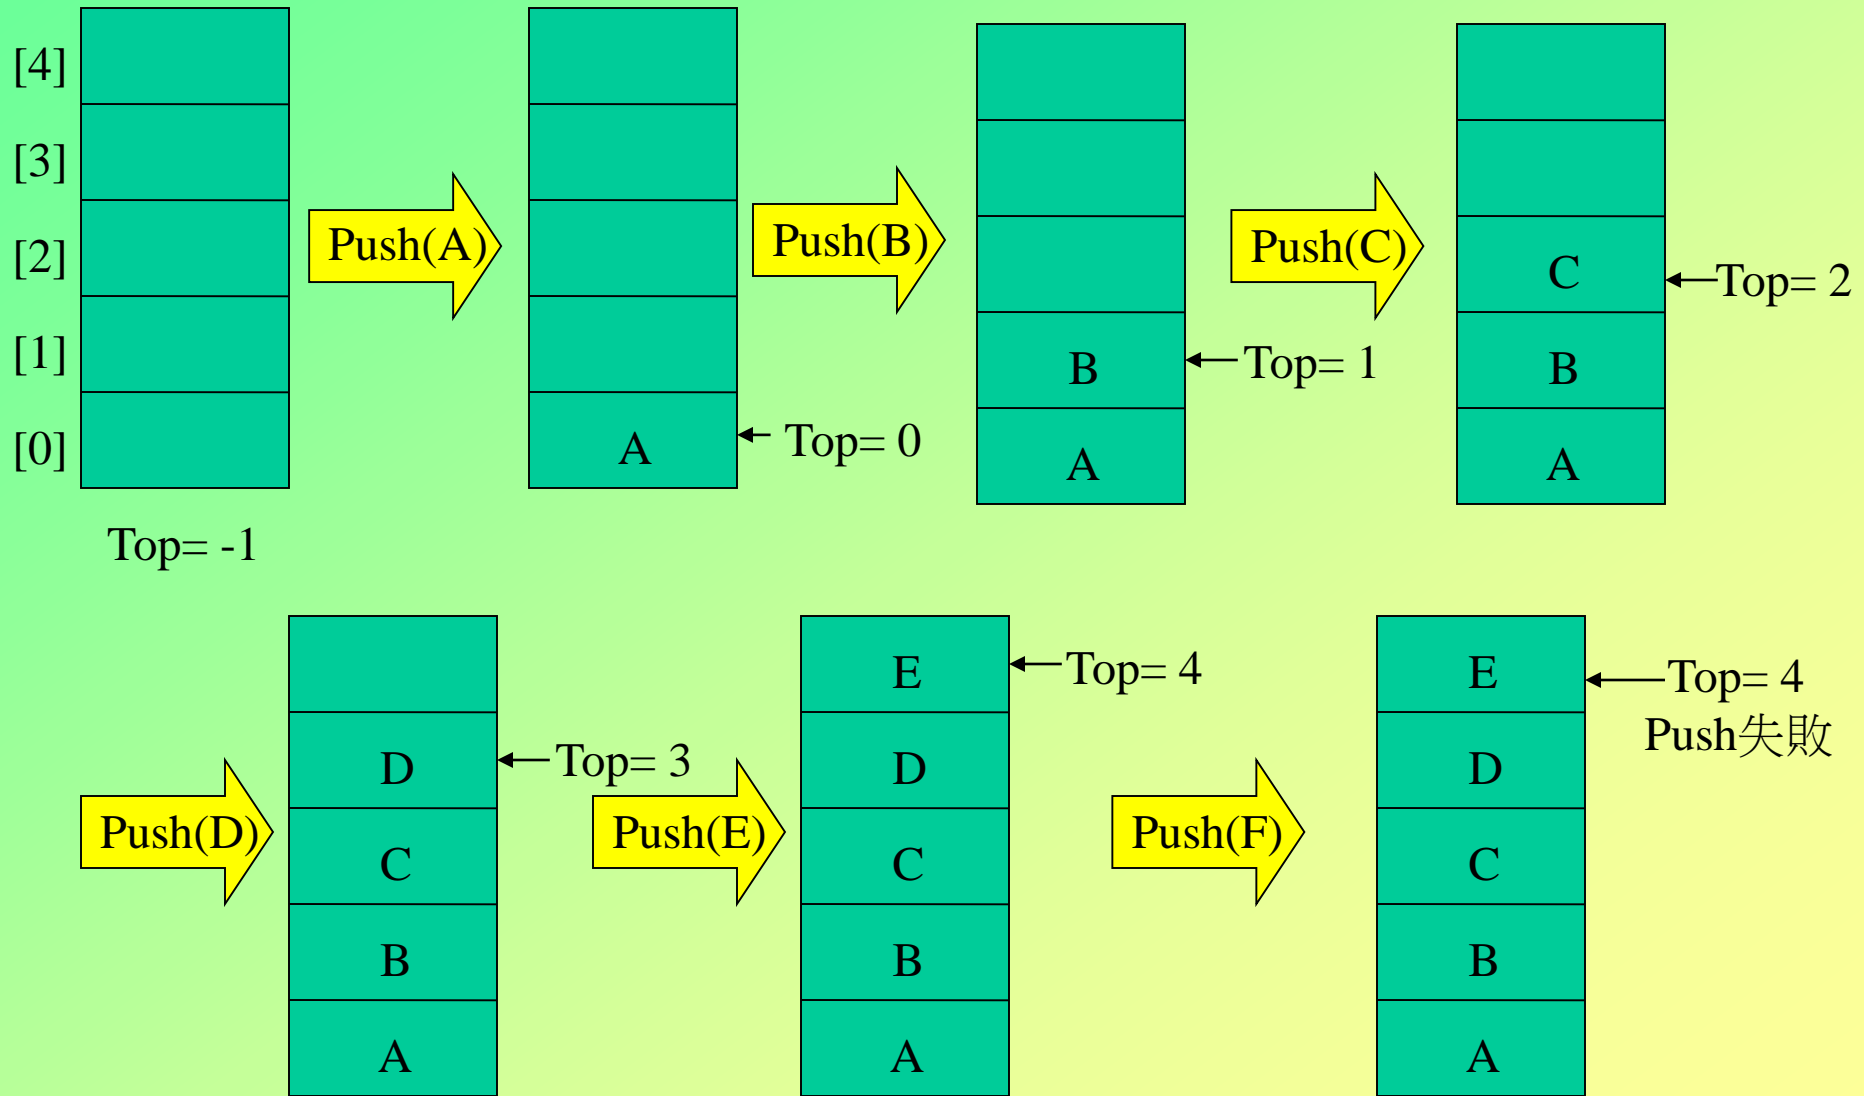 [4]
[3]
[2]
[1]
[0]
Top= -1
Push(A)
A
Top= 0
Push(B)
B
A
Top= 1
Push(C)
C
B
A
Top= 2
Push(D)
D
C
B
A
Top= 3
Push(E)
E
D
C
B
A
Top= 4
Push(F)
E
D
C
B
A
Top= 4
Push失敗